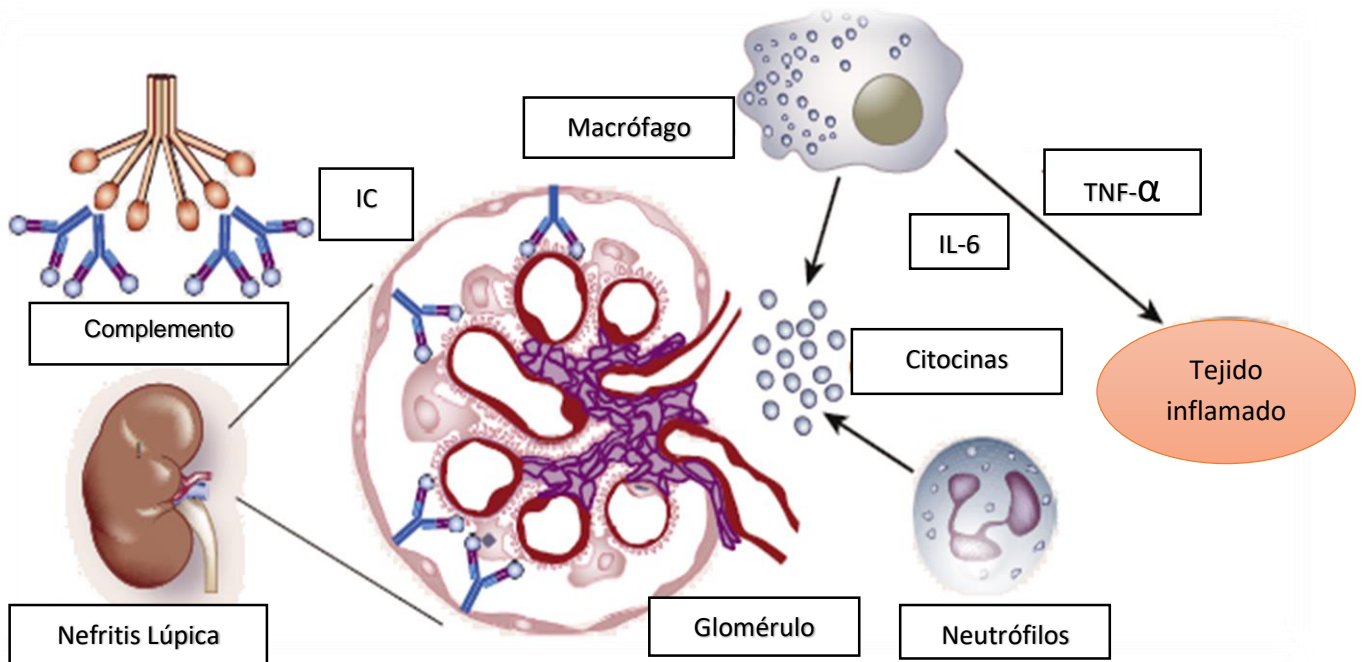 Macrófago
IC
TNF-α
IL-6
Complemento
Citocinas
Tejido
inflamado
Nefritis Lúpica
Glomérulo
Neutrófilos